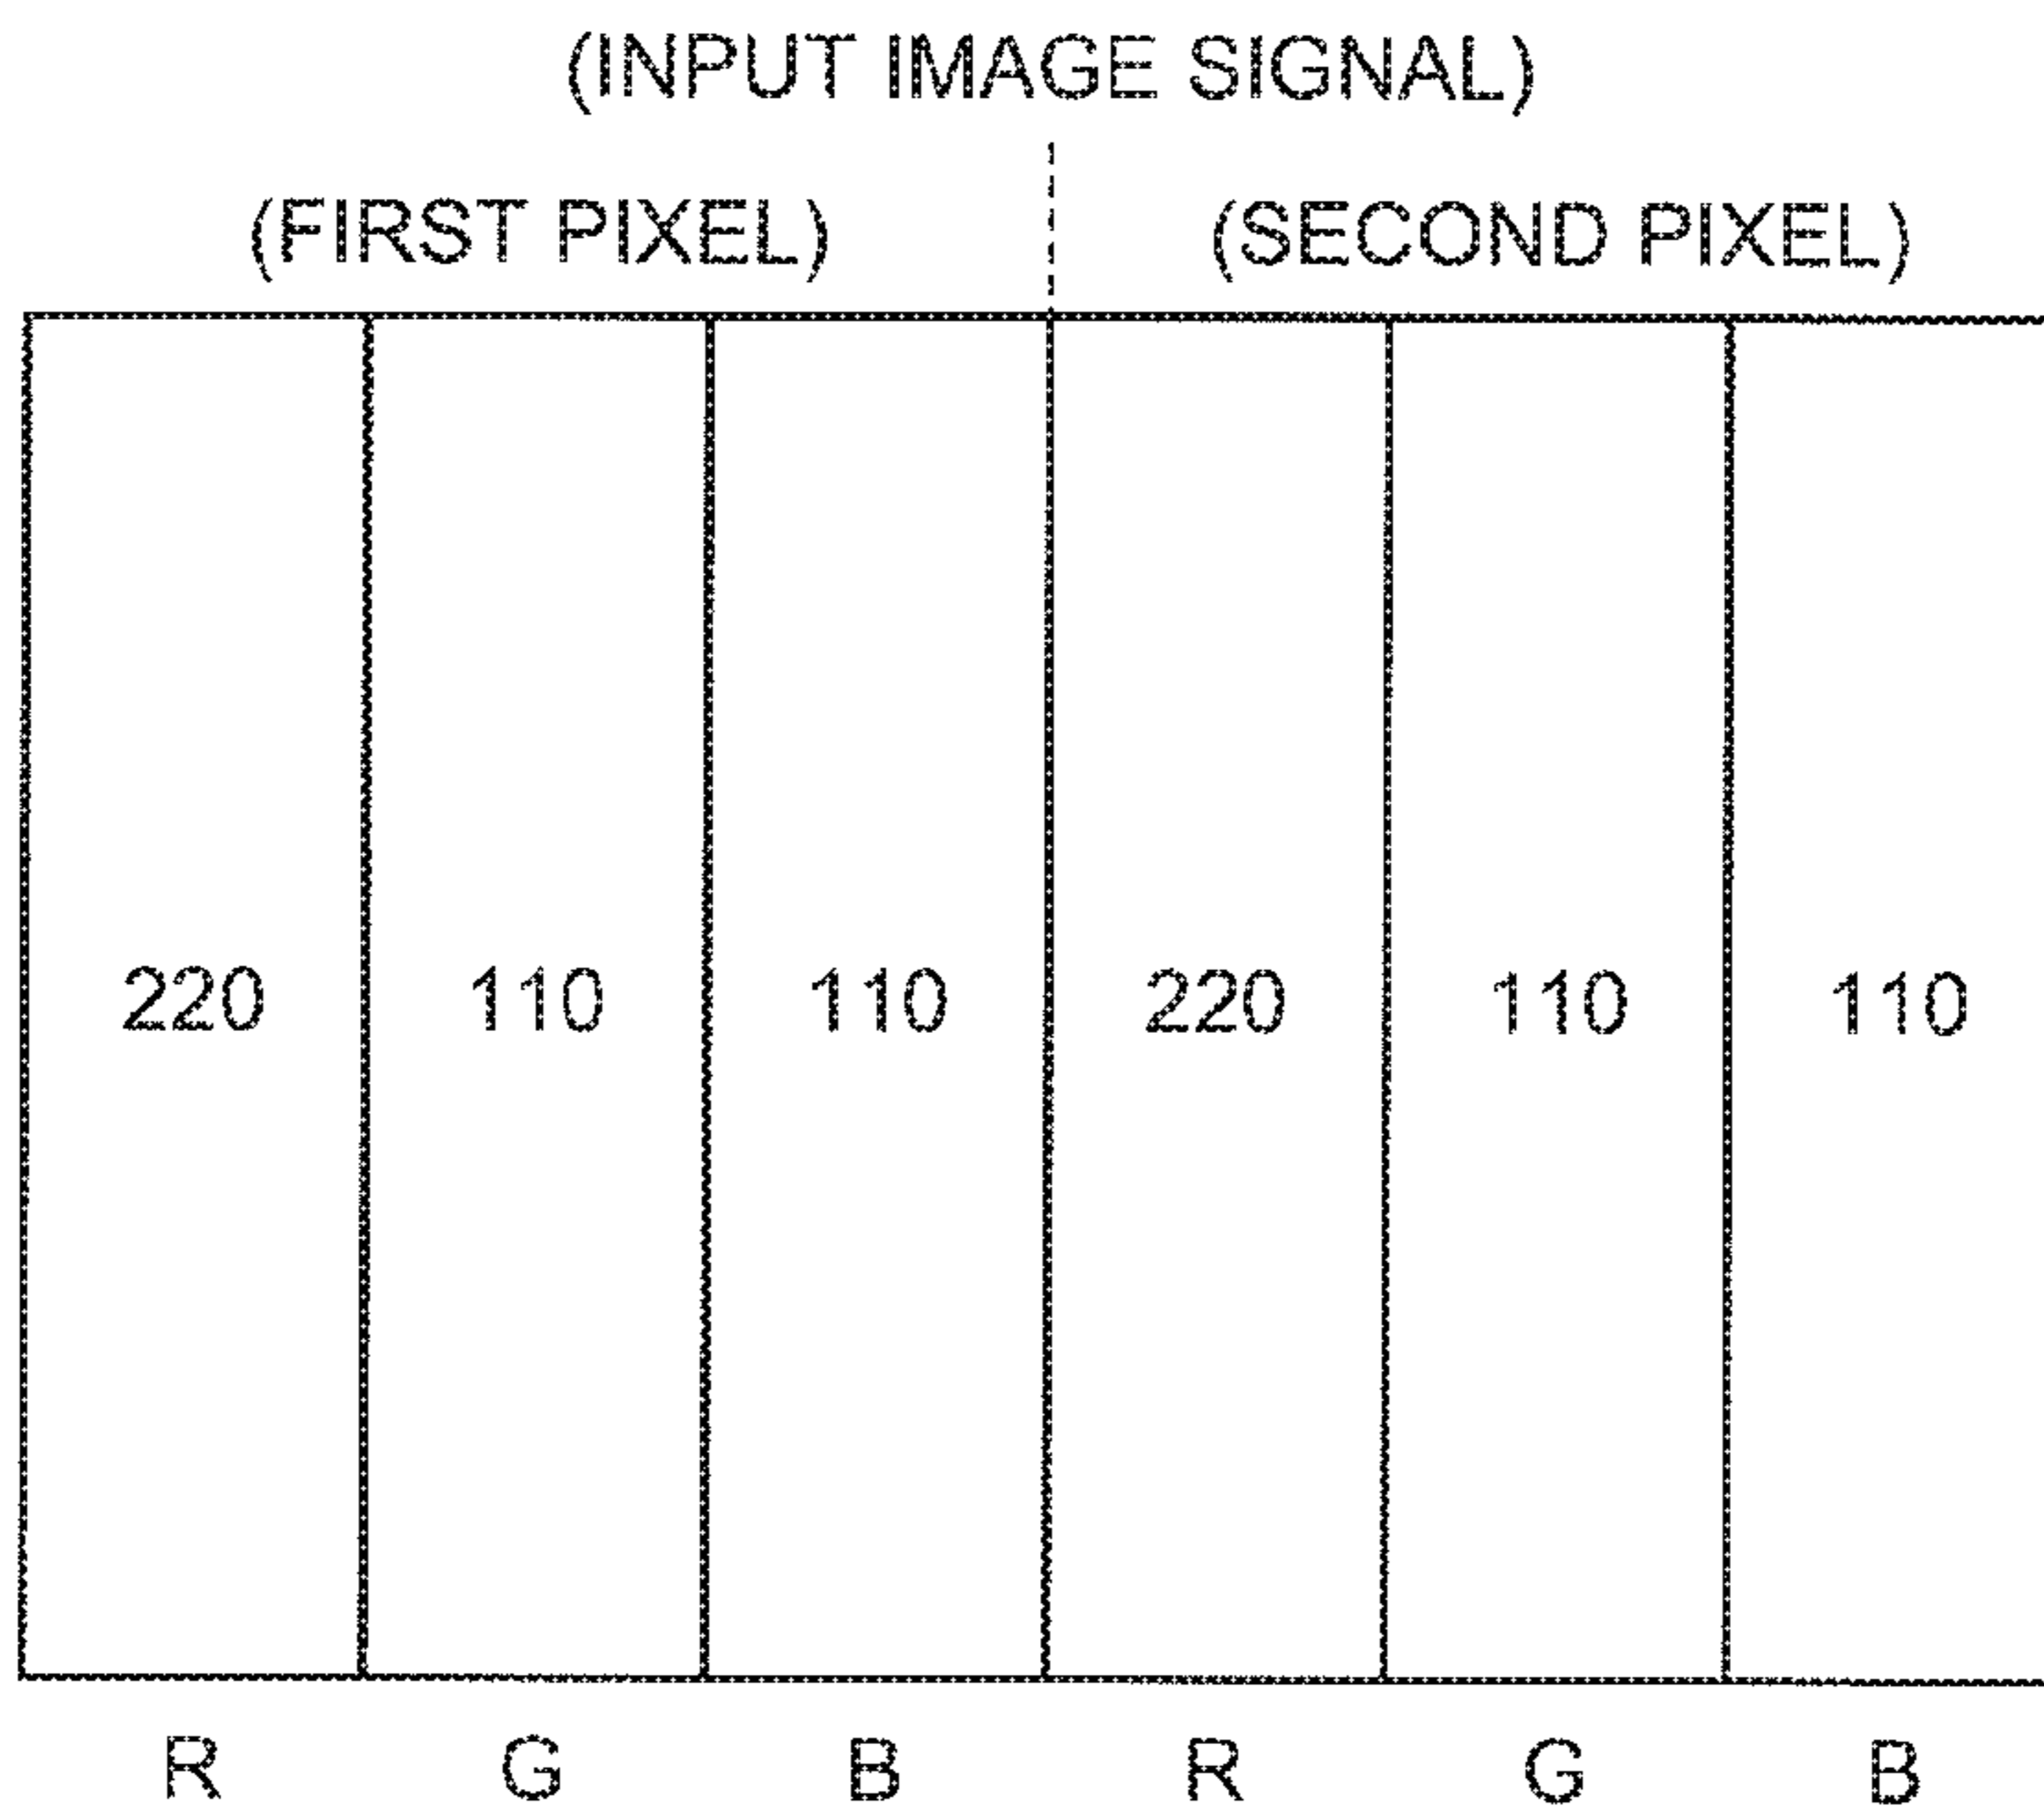 (INPUT IMAGE SIGNAL)
(FIRST PIXEL) (SECOND PIXEL)
220 110 110 220 110 110
R G B R G B